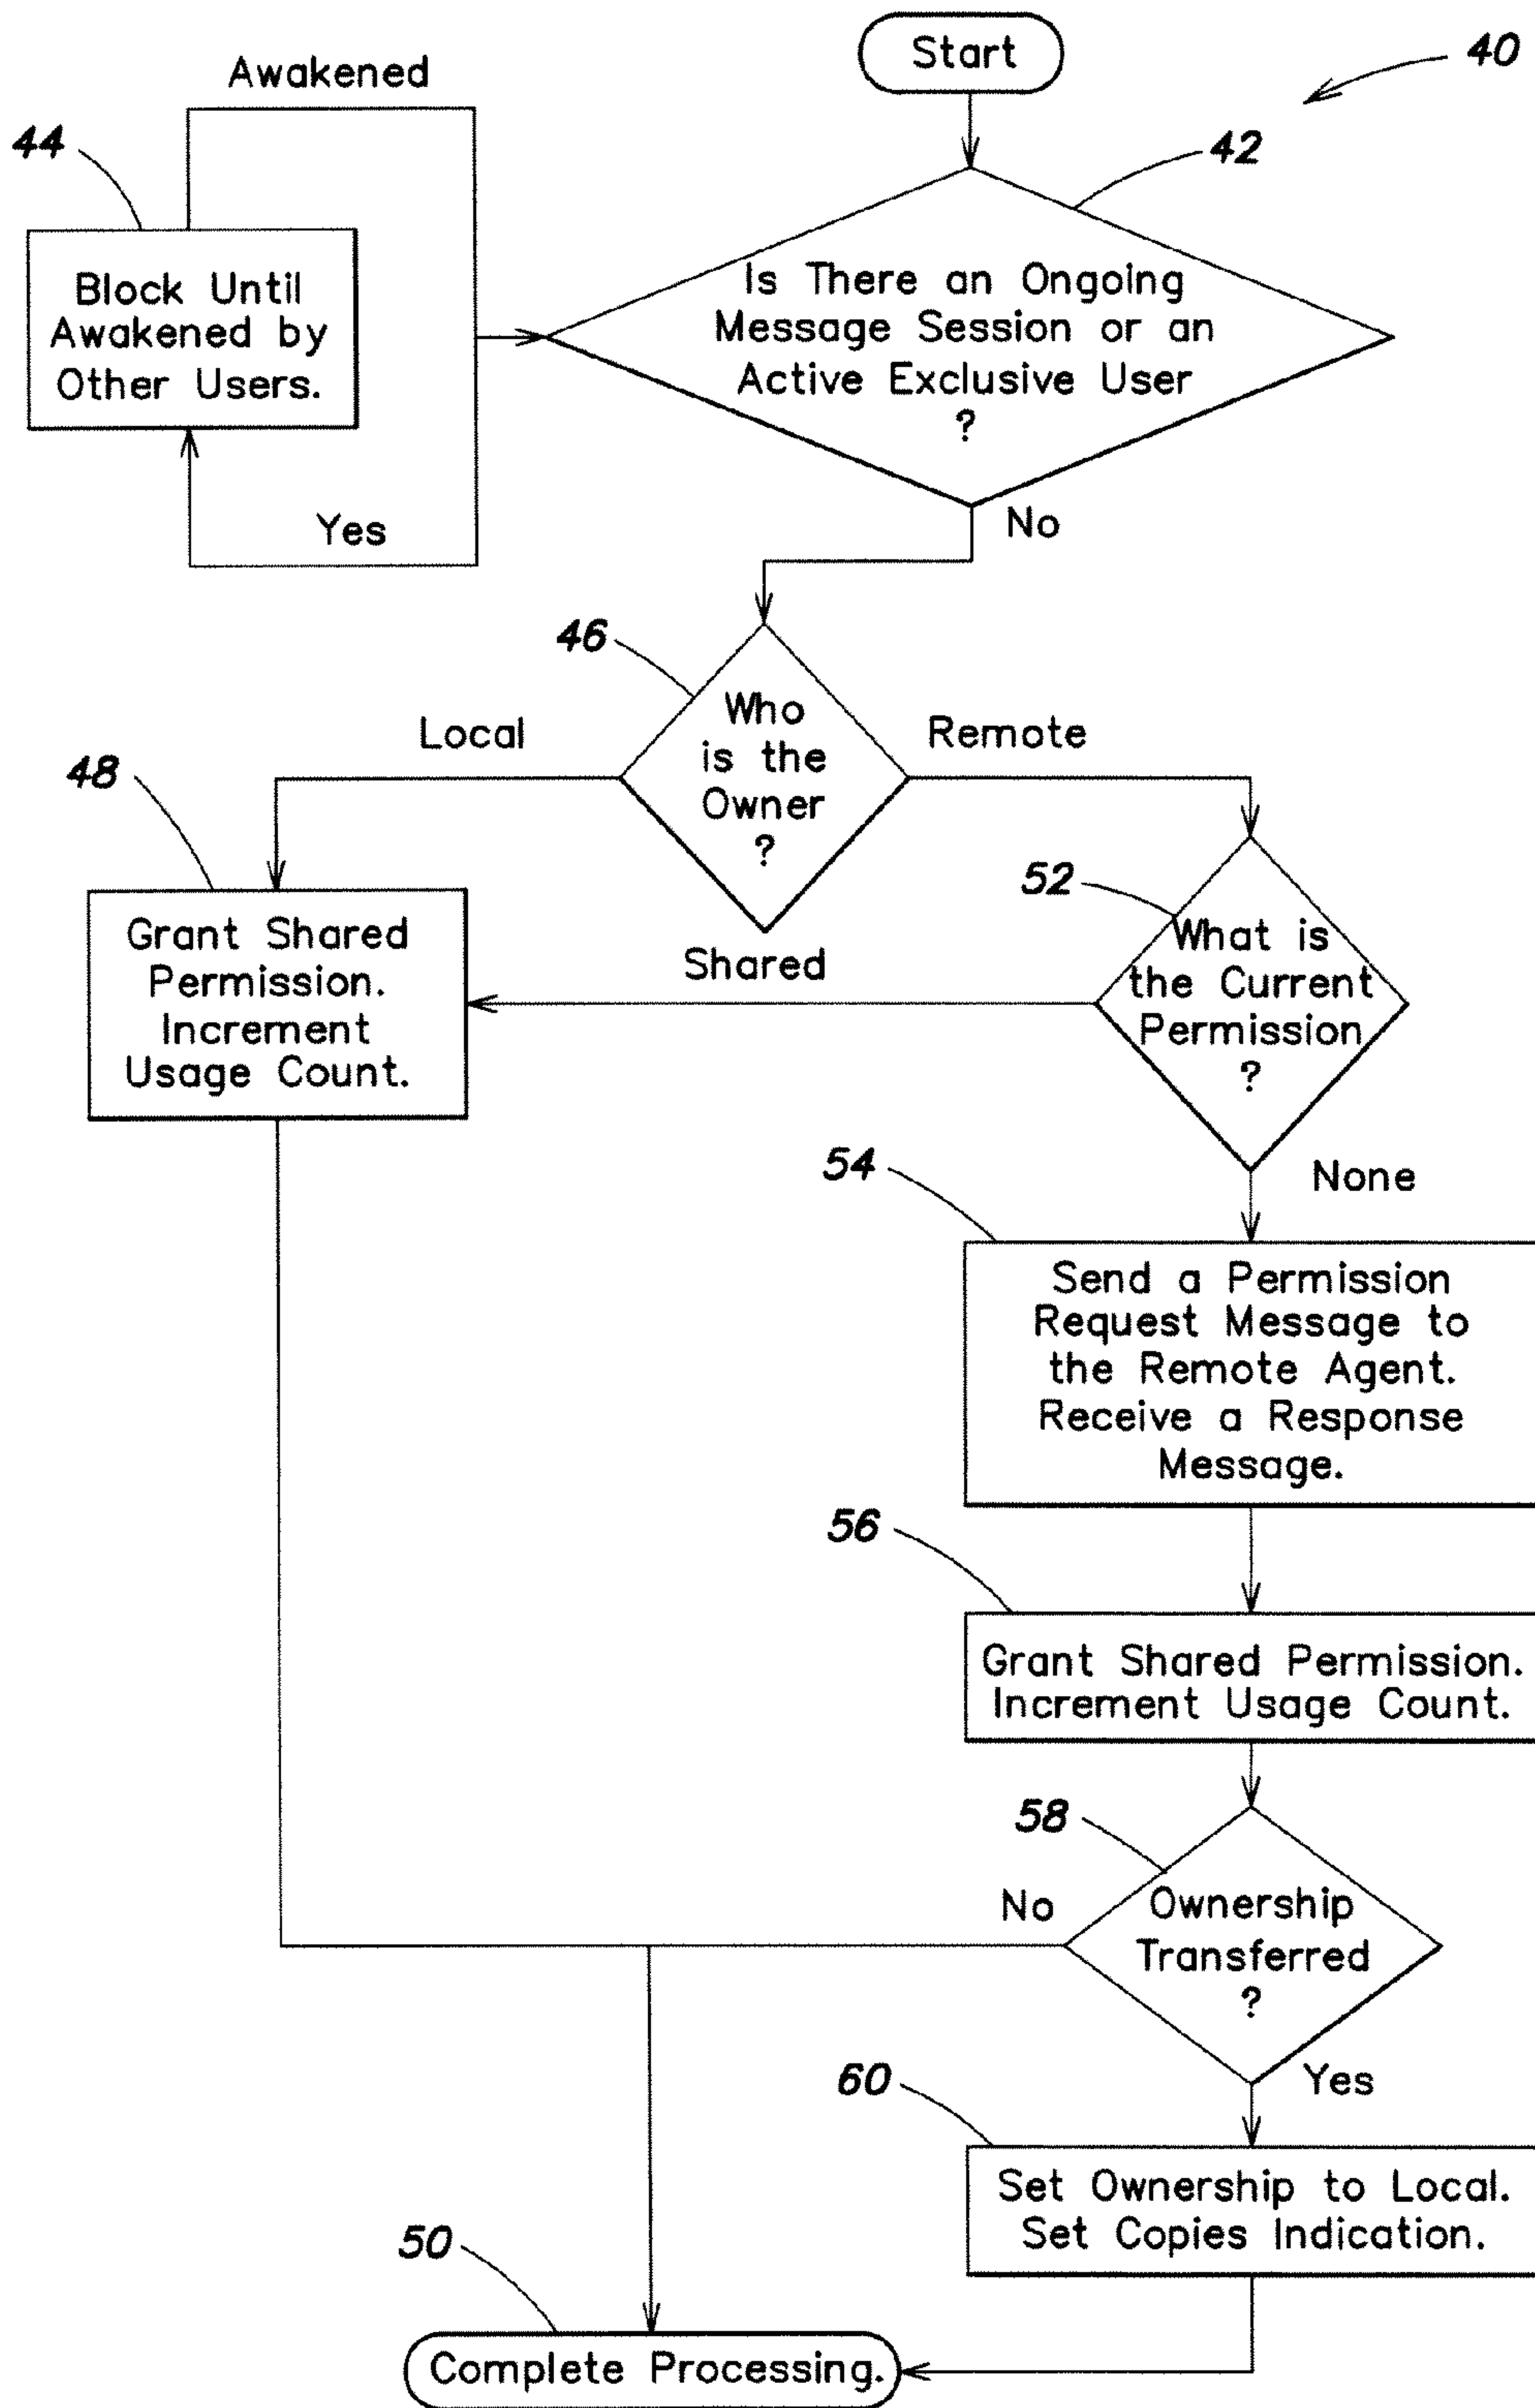 Start
40
Awakened
44
42
Block Until
Awakened by
Other Users.
Is There an Ongoing
Message Session or an
Active Exclusive User
?
Yes
No
46
Who
is the
Owner
?
Local
Remote
48
52
Grant Shared
Permission.
Increment
Usage Count.
Shared
What is
the Current
Permission
?
None
54
Send a Permission
Request Message to
the Remote Agent.
Receive a Response
Message.
56
Grant Shared Permission.
Increment Usage Count.
58
No
Ownership
Transferred
?
Yes
60
Set Ownership to Local.
Set Copies Indication.
50
Complete Processing.